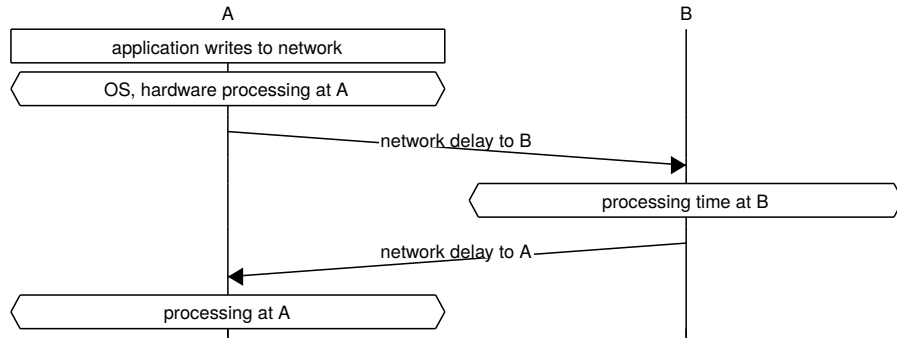 A
B
application writes to network
OS, hardware processing at A
network delay to B
processing time at B
network delay to A
processing at A